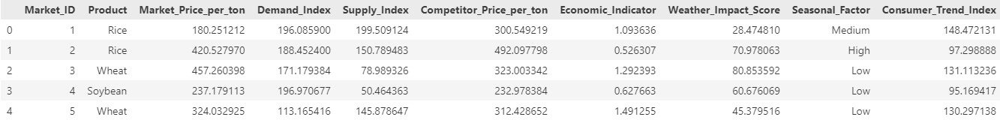 Market_ID Product Market_Price_per_ton Demand_Index Supply_Index Competitor_Price_per_ton Economic_Indicator Weather_Impact_Score Seasonal_Factor Consumer_Trend_Index
0 1 Rice 180.251212 196.085900 199.509124 300.549219 1.093636 28.474810 Medium 148.472131
1 2 Rice 420.527970 188.452400 150.789483 492.097798 0.526307 70.978063 High 97.298888
2 3 Wheat 457.260398 171.179384 78.989326 323.003342 1.292393 80.853592 Low 131.113236
3 4 Soybean 237.179113 196.970677 50.464363 232.978384 0.627663 60.676069 Low 95.169417
4 5 Wheat 324.032925 113.165416 145.878647 312.428652 1.491255 45.379516 Low 130.297138